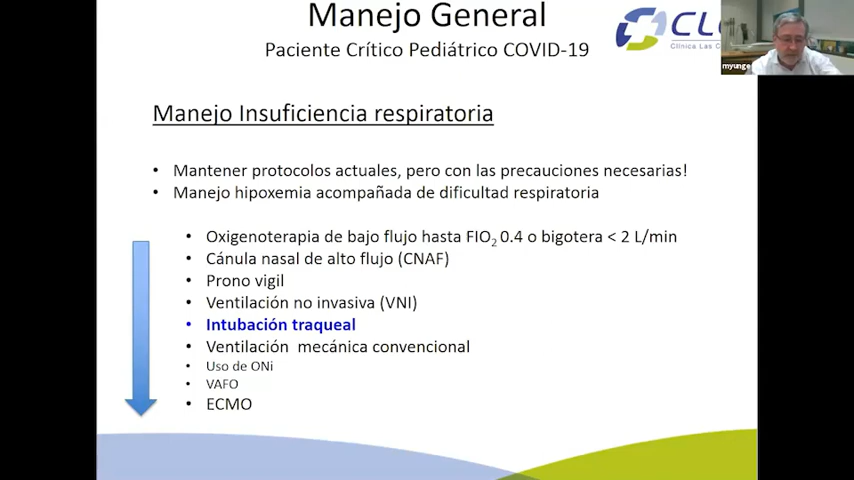 Manejo General
Paciente Crítico Pediátrico COVID-19
Clínica Las
myunge
Manejo Insuficiencia respiratoria
• Mantener protocolos actuales, pero con las precauciones necesarias!
• Manejo hipoxemia acompañada de dificultad respiratoria
• Oxigenoterapia de bajo flujo hasta FIO₂ 0.4 o bigotera < 2 L/min
• Cánula nasal de alto flujo (CNAF)
• Prono vigil
• Ventilación no invasiva (VNI)
• Intubación traqueal
• Ventilación mecánica convencional
• Uso de ONi
• VAFO
• ECMO